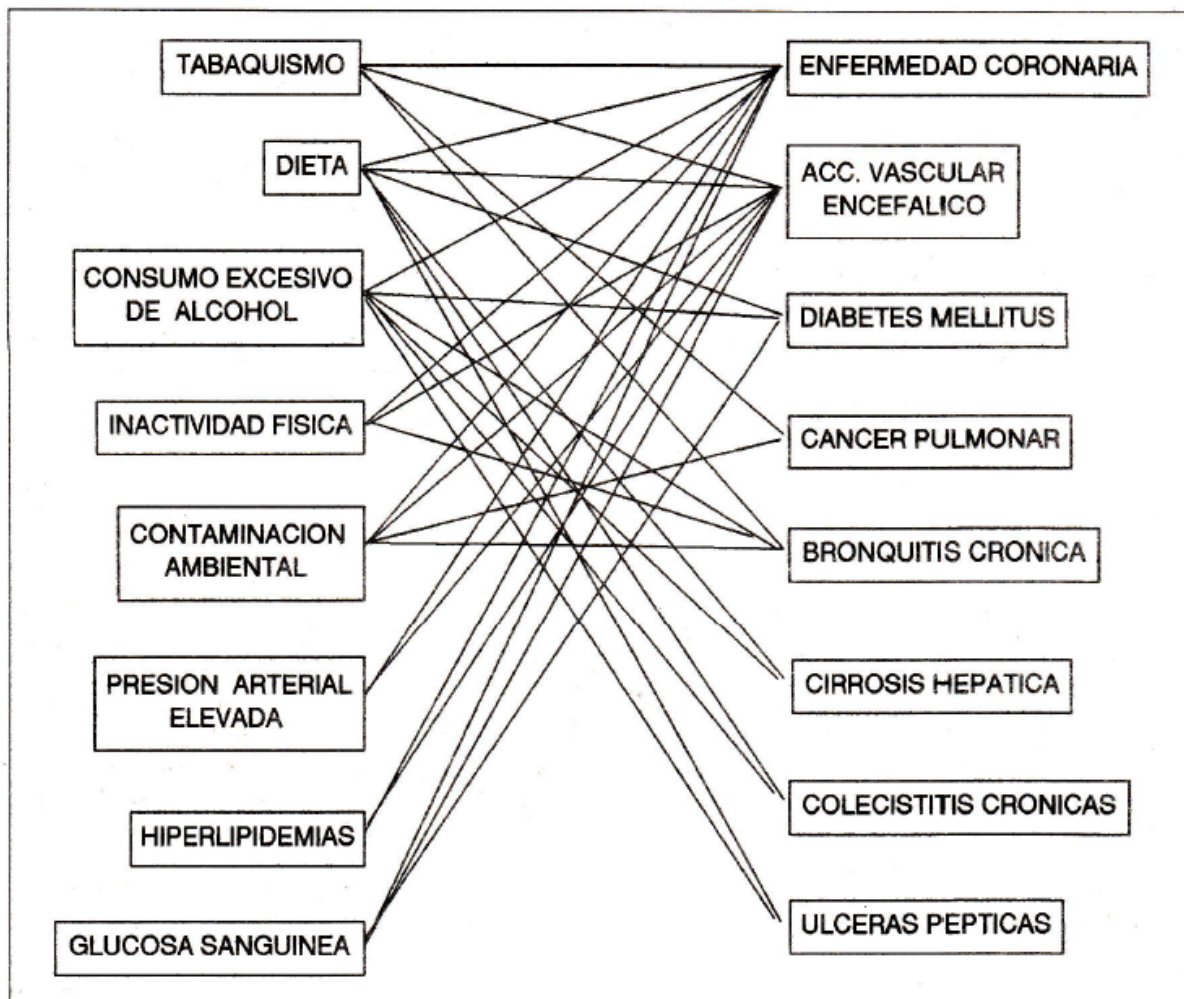 TABAQUISMO
DIETA
CONSUMO EXCESIVO
DE ALCOHOL
INACTIVIDAD FISICA
CONTAMINACION
AMBIENTAL
PRESION ARTERIAL
ELEVADA
HIPERLIPIDEMIAS
GLUCOSA SANGUINEA
ENFERMEDAD CORONARIA
ACC. VASCULAR
ENCEFALICO
DIABETES MELLITUS
CANCER PULMONAR
BRONQUITIS CRONICA
CIRROSIS HEPATICA
COLECISTITIS CRONICAS
ULCERAS PEPTICAS